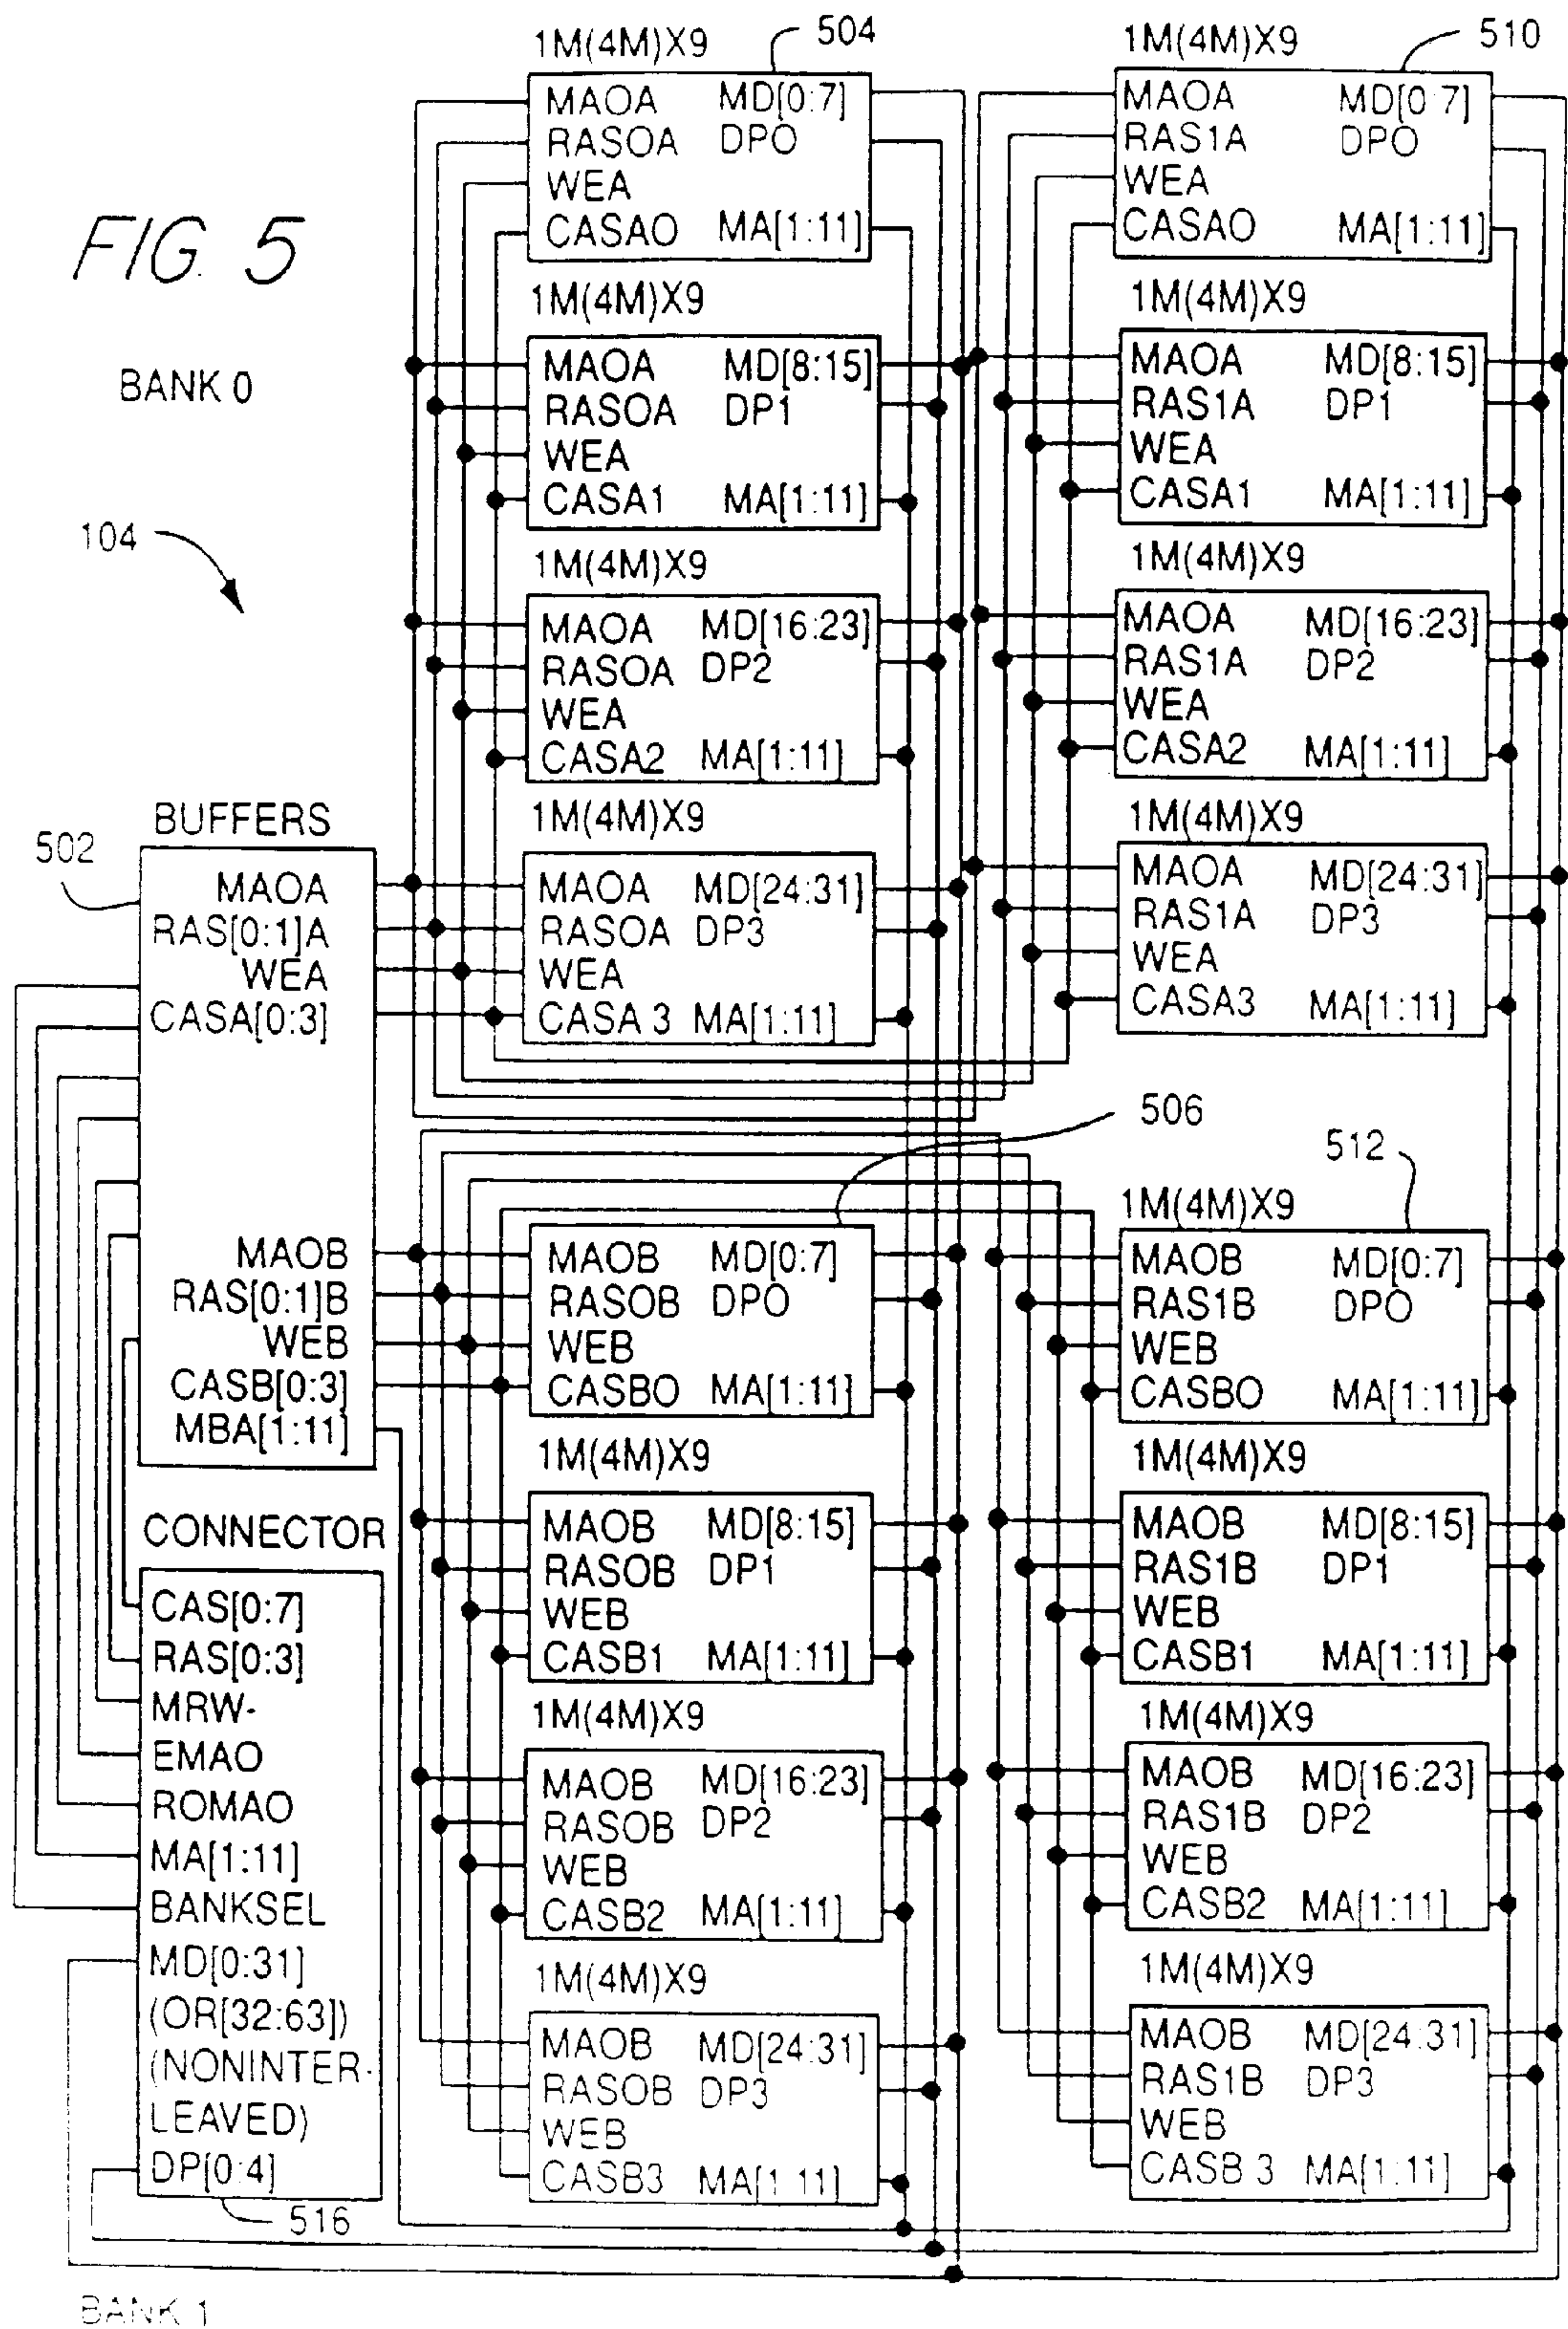 FIG. 5
BANK 0
104
1M(4M)X9
504
MAOA MD[0:7]
RASOA DPO
WEA
CASAO MA[1:11]
1M(4M)X9
MAOA MD[8:15]
RASOA DP1
WEA
CASA1 MA[1:11]
1M(4M)X9
MAOA MD[16:23]
RASOA DP2
WEA
CASA2 MA[1:11]
1M(4M)X9
MAOA MD[24:31]
RASOA DP3
WEA
CASA 3 MA[1:11]
1M(4M)X9
510
MAOA MD[0:7]
RAS1A DPO
WEA
CASAO MA[1:11]
1M(4M)X9
MAOA MD[8:15]
RAS1A DP1
WEA
CASA1 MA[1:11]
1M(4M)X9
MAOA MD[16:23]
RAS1A DP2
WEA
CASA2 MA[1:11]
1M(4M)X9
MAOA MD[24:31]
RAS1A DP3
WEA
CASA3 MA[1:11]
BUFFERS
502
MAOA
RAS[0:1]A
WEA
CASA[0:3]
MAOB
RAS[0:1]B
WEB
CASB[0:3]
MBA[1:11]
CONNECTOR
CAS[0:7]
RAS[0:3]
MRW-
EMAO
ROMAO
MA[1:11]
BANKSEL
MD[0:31]
(OR[32:63])
(NONINTER-
LEAVED)
DP[0:4]
516
506
MAOB MD[0:7]
RASOB DPO
WEB
CASBO MA[1:11]
1M(4M)X9
MAOB MD[8:15]
RASOB DP1
WEB
CASB1 MA[1:11]
1M(4M)X9
MAOB MD[16:23]
RASOB DP2
WEB
CASB2 MA[1:11]
1M(4M)X9
MAOB MD[24:31]
RASOB DP3
WEB
CASB3 MA[1:11]
512
1M(4M)X9
MAOB MD[0:7]
RAS1B DPO
WEB
CASBO MA[1:11]
1M(4M)X9
MAOB MD[8:15]
RAS1B DP1
WEB
CASB1 MA[1:11]
1M(4M)X9
MAOB MD[16:23]
RAS1B DP2
WEB
CASB2 MA[1:11]
1M(4M)X9
MAOB MD[24:31]
RAS1B DP3
WEB
CASB 3 MA[1:11]
BANK 1